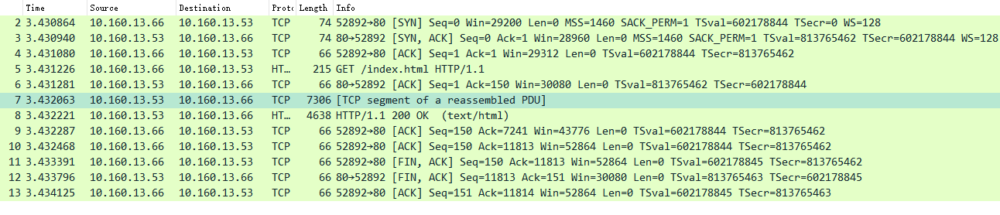 Time Source Destination Proto Length Info
2 3.430864 10.160.13.66 10.160.13.53 TCP 74 52892→80 [SYN] Seq=0 Win=29200 Len=0 MSS=1460 SACK_PERM=1 TSval=602178844 TSecr=0 WS=128
3 3.430940 10.160.13.53 10.160.13.66 TCP 74 80→52892 [SYN, ACK] Seq=0 Ack=1 Win=28960 Len=0 MSS=1460 SACK_PERM=1 TSval=813765462 TSecr=602178844 WS=128
4 3.431080 10.160.13.66 10.160.13.53 TCP 66 52892→80 [ACK] Seq=1 Ack=1 Win=29312 Len=0 TSval=602178844 TSecr=813765462
5 3.431226 10.160.13.66 10.160.13.53 HT… 215 GET /index.html HTTP/1.1
6 3.431281 10.160.13.53 10.160.13.66 TCP 66 80→52892 [ACK] Seq=1 Ack=150 Win=30080 Len=0 TSval=813765462 TSecr=602178844
7 3.432063 10.160.13.53 10.160.13.66 TCP 7306 [TCP segment of a reassembled PDU]
8 3.432221 10.160.13.53 10.160.13.66 HT… 4638 HTTP/1.1 200 OK (text/html)
9 3.432287 10.160.13.66 10.160.13.53 TCP 66 52892→80 [ACK] Seq=150 Ack=7241 Win=43776 Len=0 TSval=602178844 TSecr=813765462
10 3.432468 10.160.13.66 10.160.13.53 TCP 66 52892→80 [ACK] Seq=150 Ack=11813 Win=52864 Len=0 TSval=602178844 TSecr=813765462
11 3.433391 10.160.13.66 10.160.13.53 TCP 66 52892→80 [FIN, ACK] Seq=150 Ack=11813 Win=52864 Len=0 TSval=602178845 TSecr=813765462
12 3.433796 10.160.13.53 10.160.13.66 TCP 66 80→52892 [FIN, ACK] Seq=11813 Ack=151 Win=30080 Len=0 TSval=813765463 TSecr=602178845
13 3.434125 10.160.13.66 10.160.13.53 TCP 66 52892→80 [ACK] Seq=151 Ack=11814 Win=52864 Len=0 TSval=602178845 TSecr=813765463